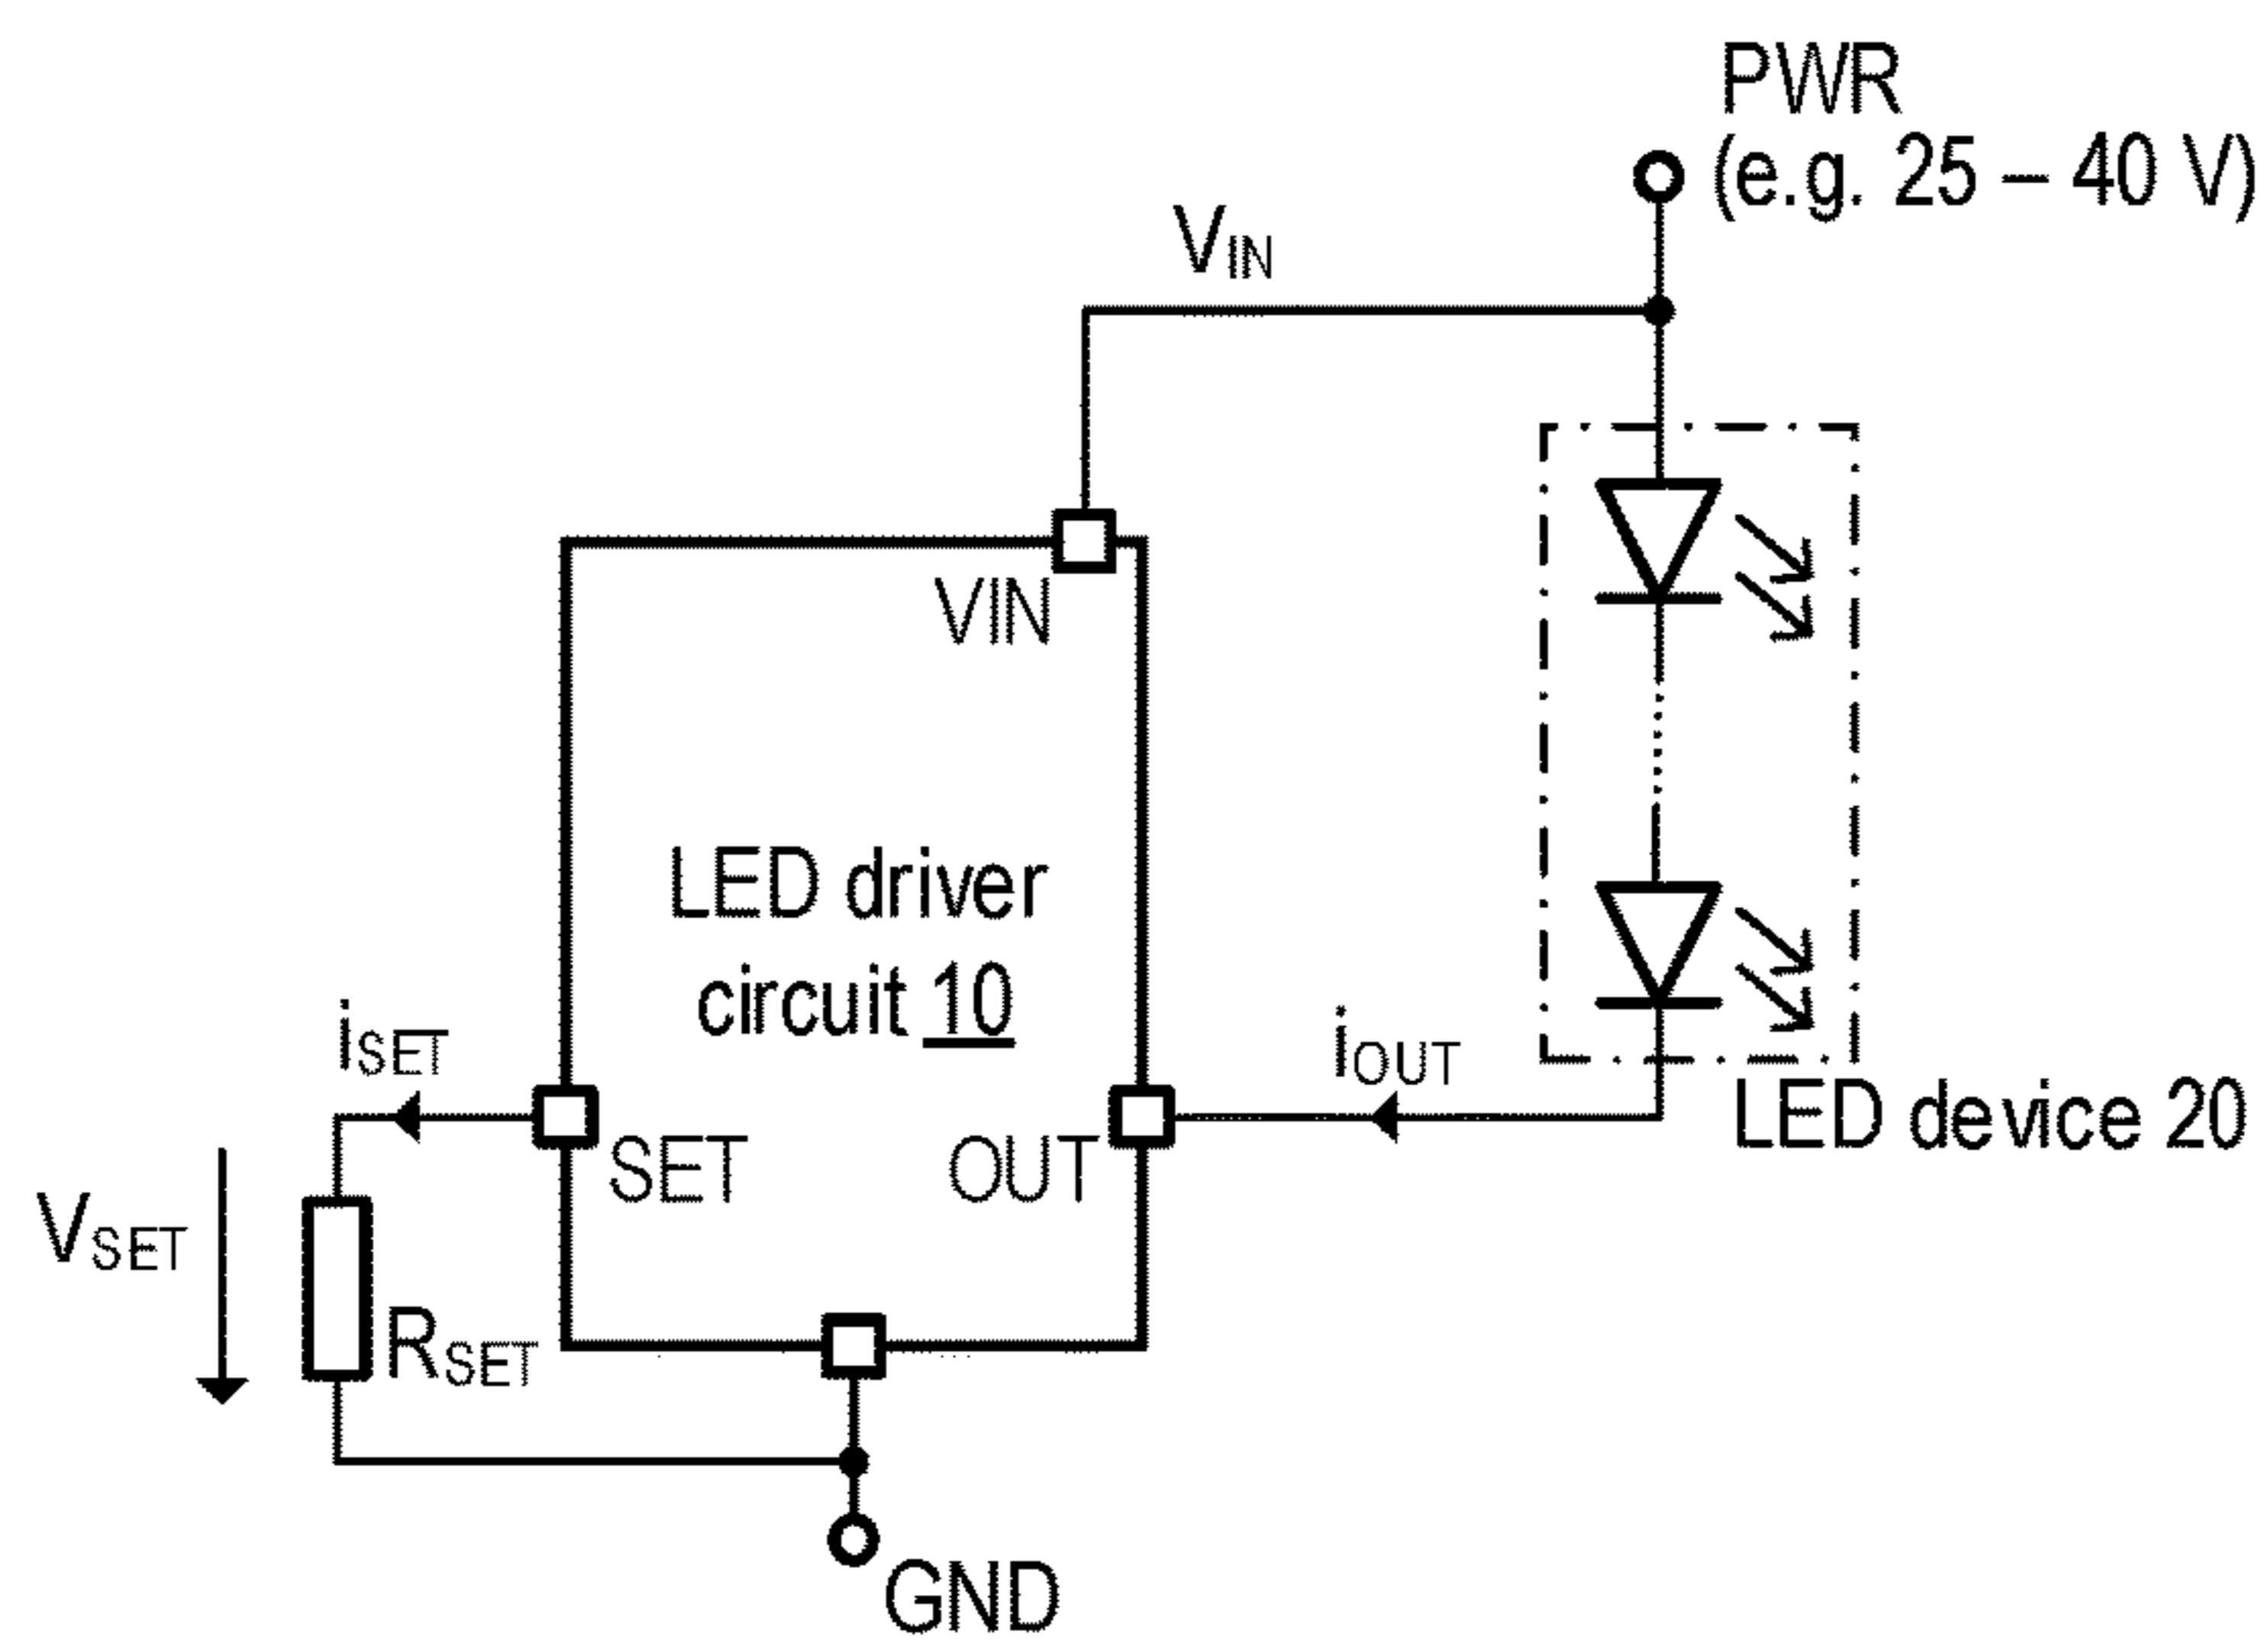 PWR
(e.g. 25 – 40 V)
VIN
VIN
LED driver
circuit 10
iSET
iOUT
LED device 20
SET
OUT
VSET
RSET
GND